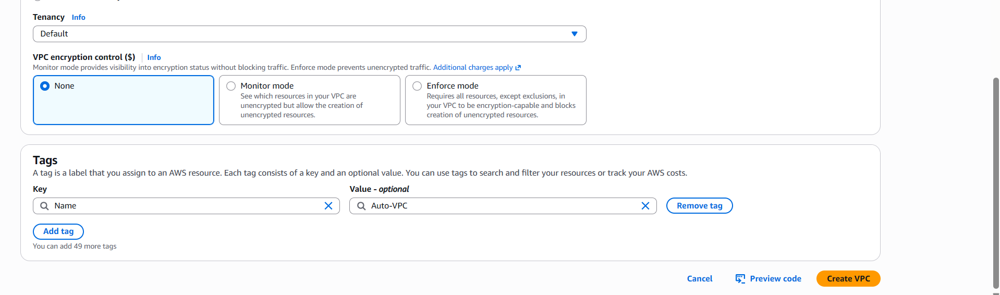 Tenancy Info
Default
VPC encryption control ($) Info
Monitor mode provides visibility into encryption status without blocking traffic. Enforce mode prevents unencrypted traffic. Additional charges apply
None
Monitor mode
See which resources in your VPC are
unencrypted but allow the creation of
unencrypted resources.
Enforce mode
Requires all resources, except exclusions, in
your VPC to be encryption-capable and blocks
creation of unencrypted resources.
Tags
A tag is a label that you assign to an AWS resource. Each tag consists of a key and an optional value. You can use tags to search and filter your resources or track your AWS costs.
Key
Value - optional
Name
Auto-VPC
Remove tag
Add tag
You can add 49 more tags
Cancel
Preview code
Create VPC